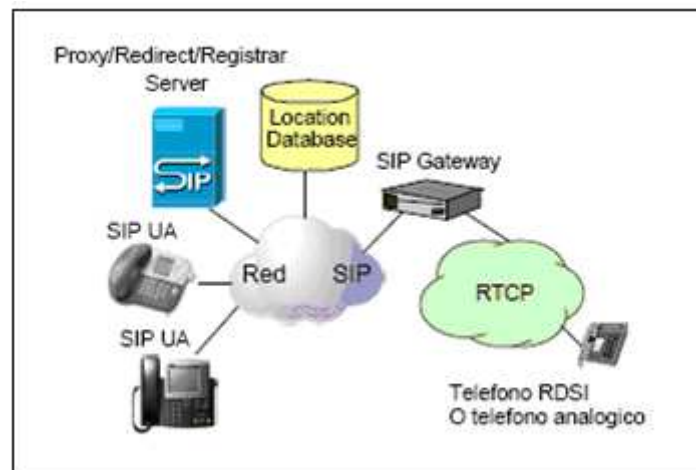 Proxy/Redirect/Registrar
Server
Location
Database
SIP Gateway
SIP
SIP UA
Red SIP
RTCP
SIP UA
Telefono RDSI
O telefono analogico